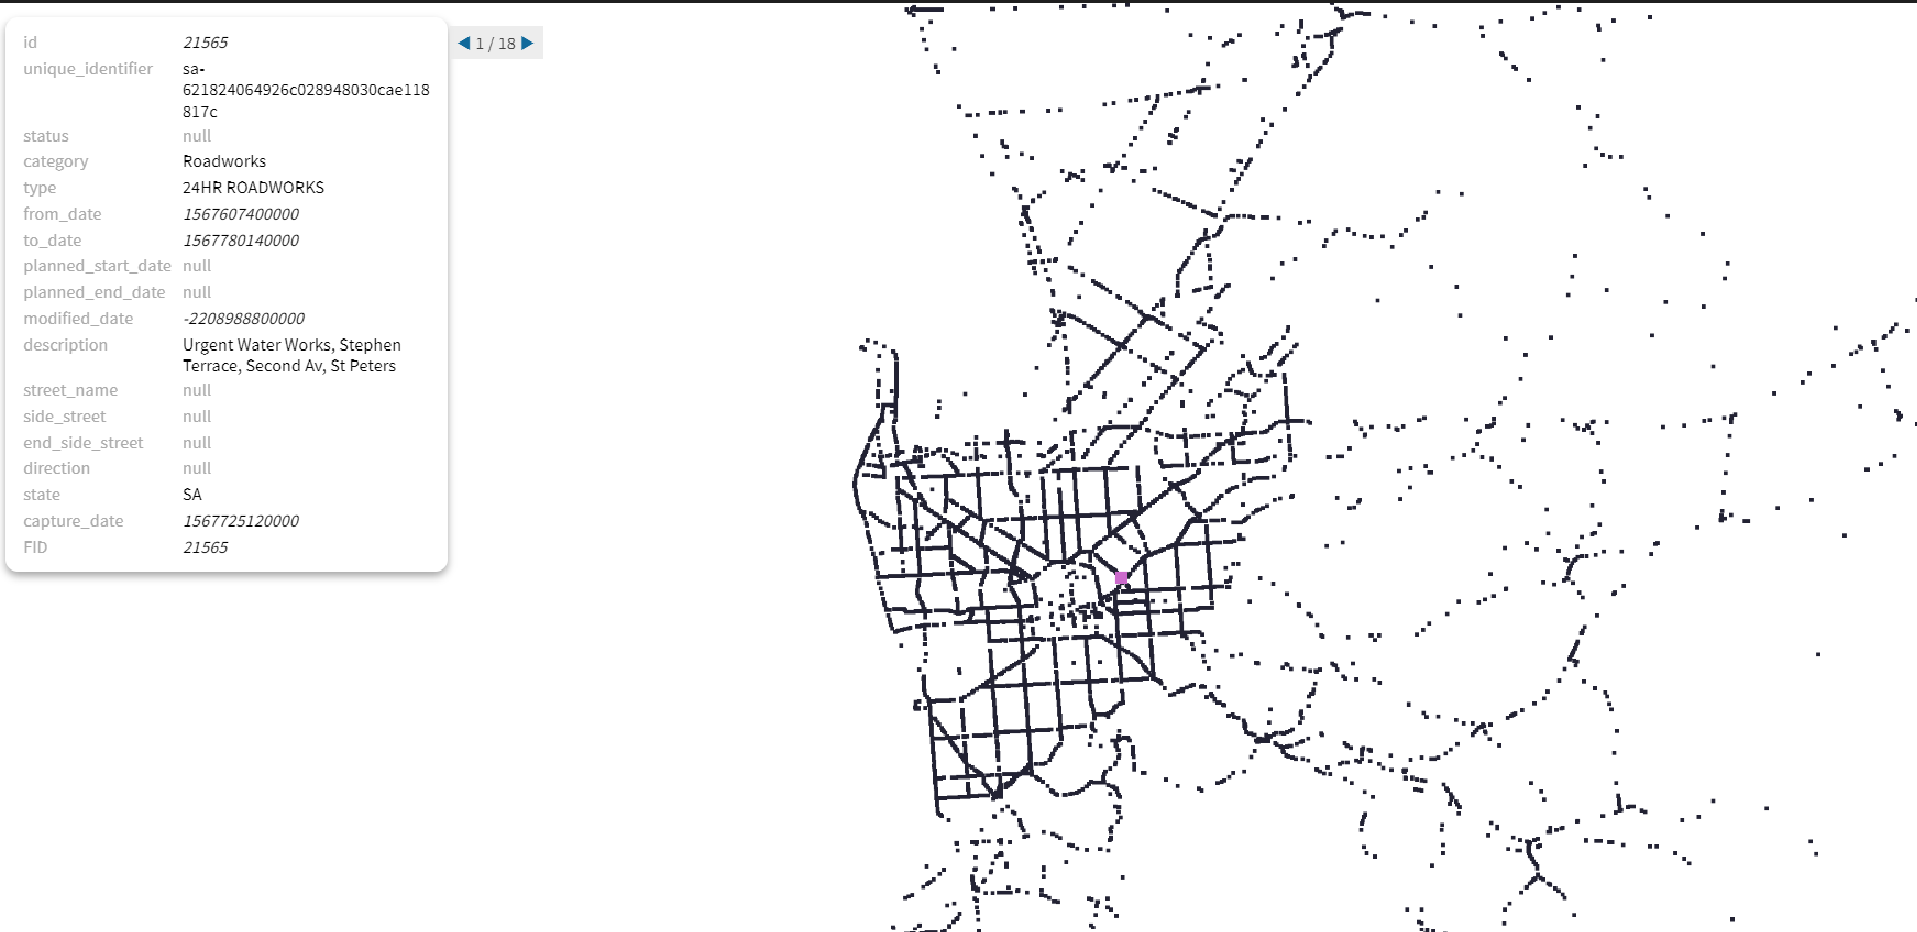 id 21565
unique_identifier sa-
621824064926c028948030cae118
817c
status null
category Roadworks
type 24HR ROADWORKS
from_date 1567607400000
to_date 1567780140000
planned_start_date null
planned_end_date null
modified_date -2208988800000
description Urgent Water Works, Stephen
Terrace, Second Av, St Peters
street_name null
side_street null
end_side_street null
direction null
state SA
capture_date 1567725120000
FID 21565
1 / 18